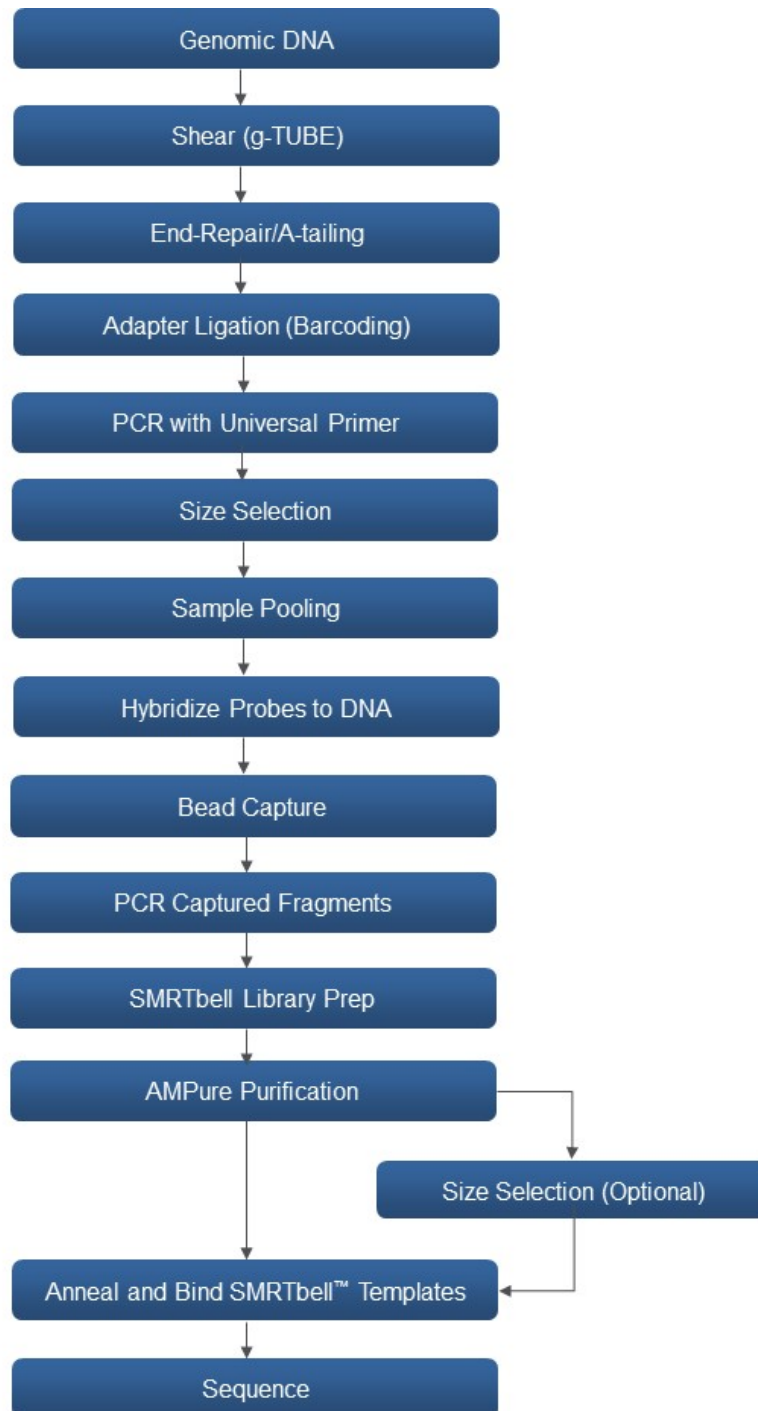 Genomic DNA
Shear (g-TUBE)
End-Repair/A-tailing
Adapter Ligation (Barcoding)
PCR with Universal Primer
Size Selection
Sample Pooling
Hybridize Probes to DNA
Bead Capture
PCR Captured Fragments
SMRTbell Library Prep
AMPure Purification
Size Selection (Optional)
Anneal and Bind SMRTbell™ Templates
Sequence